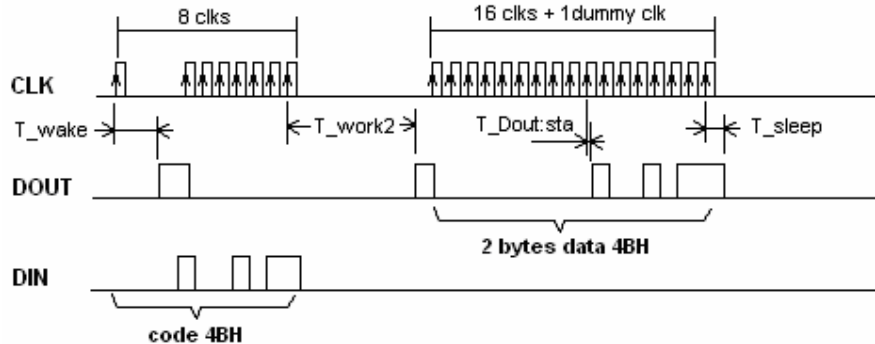 8 clks
16 clks + 1dummy clk
CLK
T_wake
T_work2
T_Dout:sta
T_sleep
DOUT
2 bytes data 4BH
DIN
code 4BH